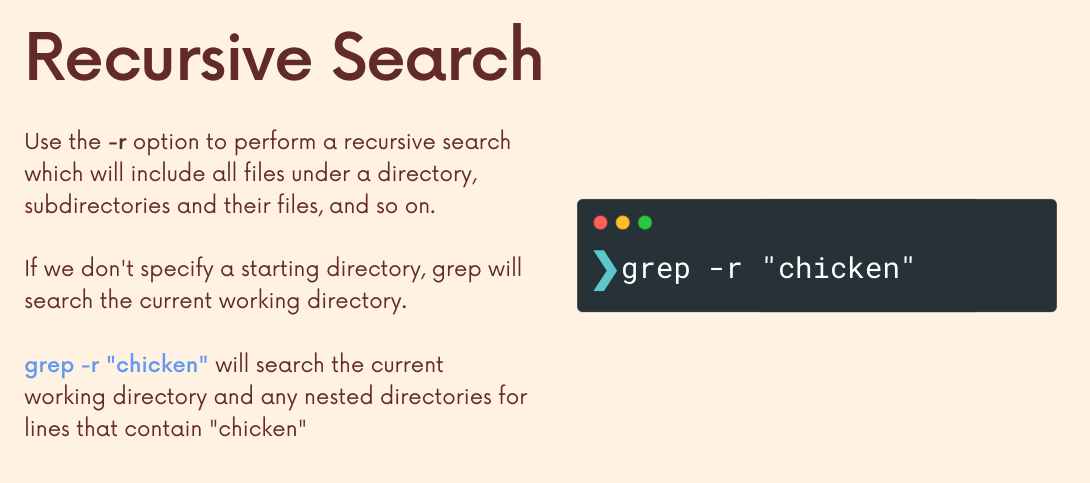 Recursive Search
Use the -r option to perform a recursive search
which will include all files under a directory,
subdirectories and their files, and so on.
If we don't specify a starting directory, grep will
search the current working directory.
grep -r "chicken" will search the current
working directory and any nested directories for
lines that contain "chicken"
❯grep -r "chicken"